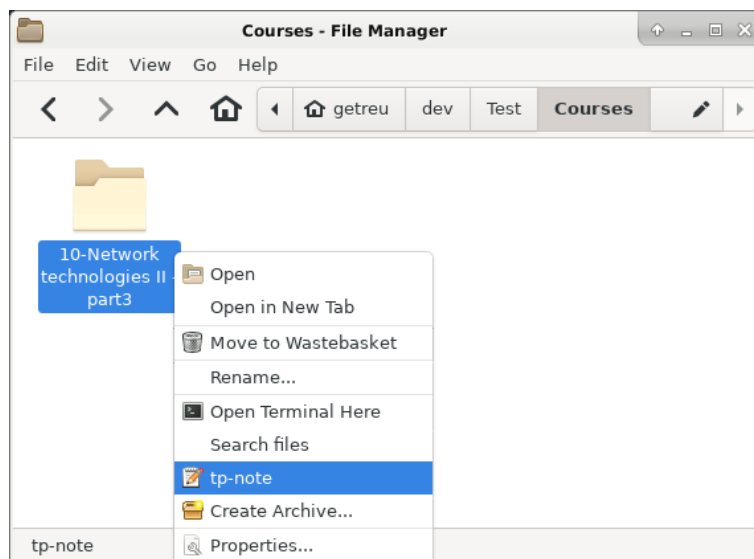 Courses - File Manager
File Edit View Go Help
getreu dev Test Courses
10-Network
technologies II -
part3
Open
Open in New Tab
Move to Wastebasket
Rename...
Open Terminal Here
Search files
tp-note
Create Archive...
Properties...
tp-note